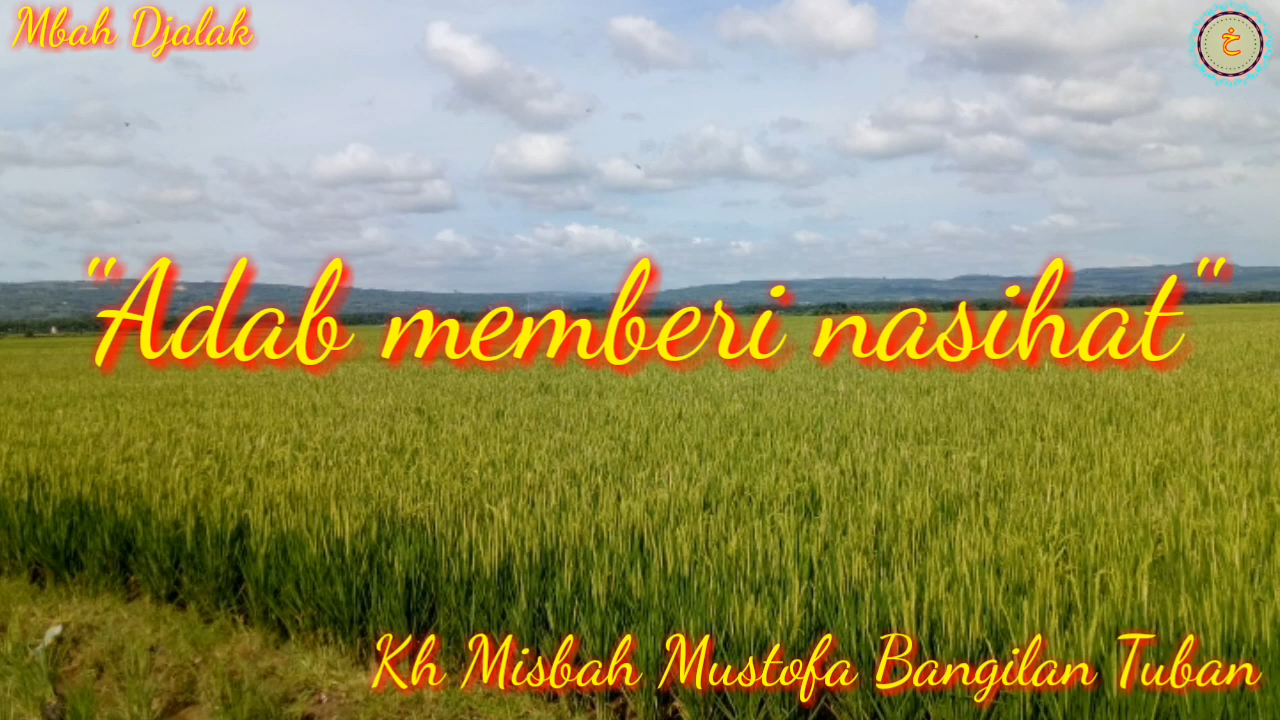 Mbah Djalak
خ
"Adab memberi nasihat"
Kh Misbah Mustofa Bangilan Tuban